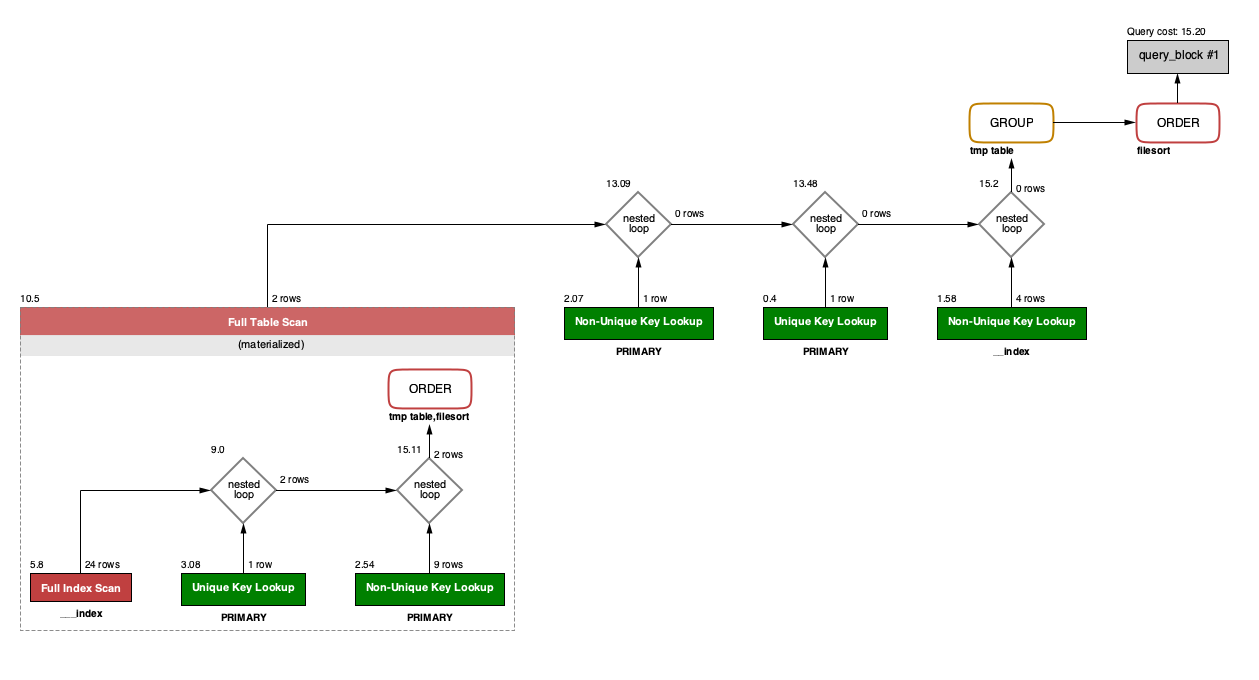 Query cost: 15.20
query_block #1
GROUP
ORDER
tmp table
filesort
13.09
13.48
15.2
0 rows
nested
loop
0 rows
nested
loop
0 rows
nested
loop
10.5
2 rows
2.07
1 row
0.4
1 row
1.58
4 rows
Full Table Scan
Non-Unique Key Lookup
Unique Key Lookup
Non-Unique Key Lookup
(materialized)
PRIMARY
PRIMARY
__index
ORDER
tmp table,filesort
9.0
15.11
2 rows
nested
loop
2 rows
nested
loop
5.8
24 rows
3.08
1 row
2.54
9 rows
Full Index Scan
Unique Key Lookup
Non-Unique Key Lookup
___index
PRIMARY
PRIMARY